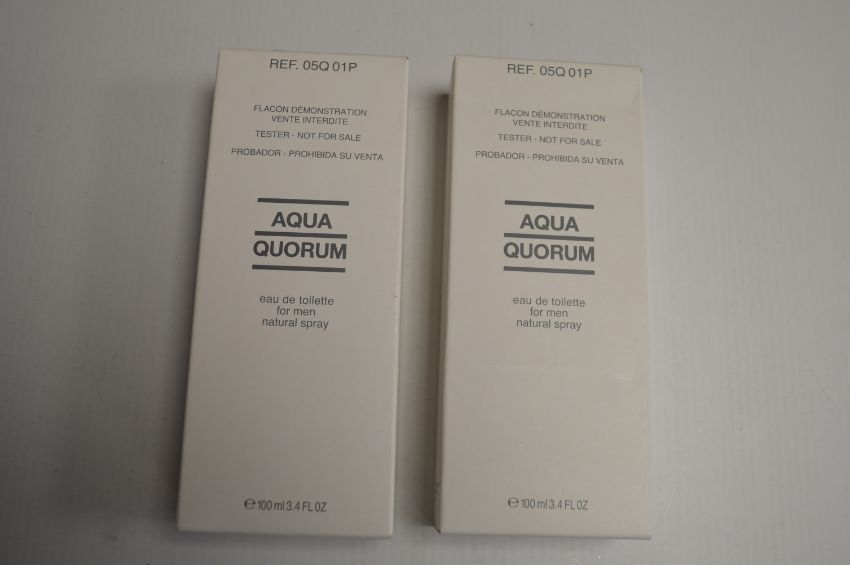 REF. 05Q 01P
FLACON DÉMONSTRATION
VENTE INTERDITE
TESTER - NOT FOR SALE
PROBADOR - PROHIBIDA SU VENTA
AQUA
QUORUM
eau de toilette
for men
natural spray
℮ 100 ml 3.4 FL OZ
REF. 05Q 01P
FLACON DÉMONSTRATION
VENTE INTERDITE
TESTER - NOT FOR SALE
PROBADOR - PROHIBIDA SU VENTA
AQUA
QUORUM
eau de toilette
for men
natural spray
℮ 100 ml 3.4 FL OZ